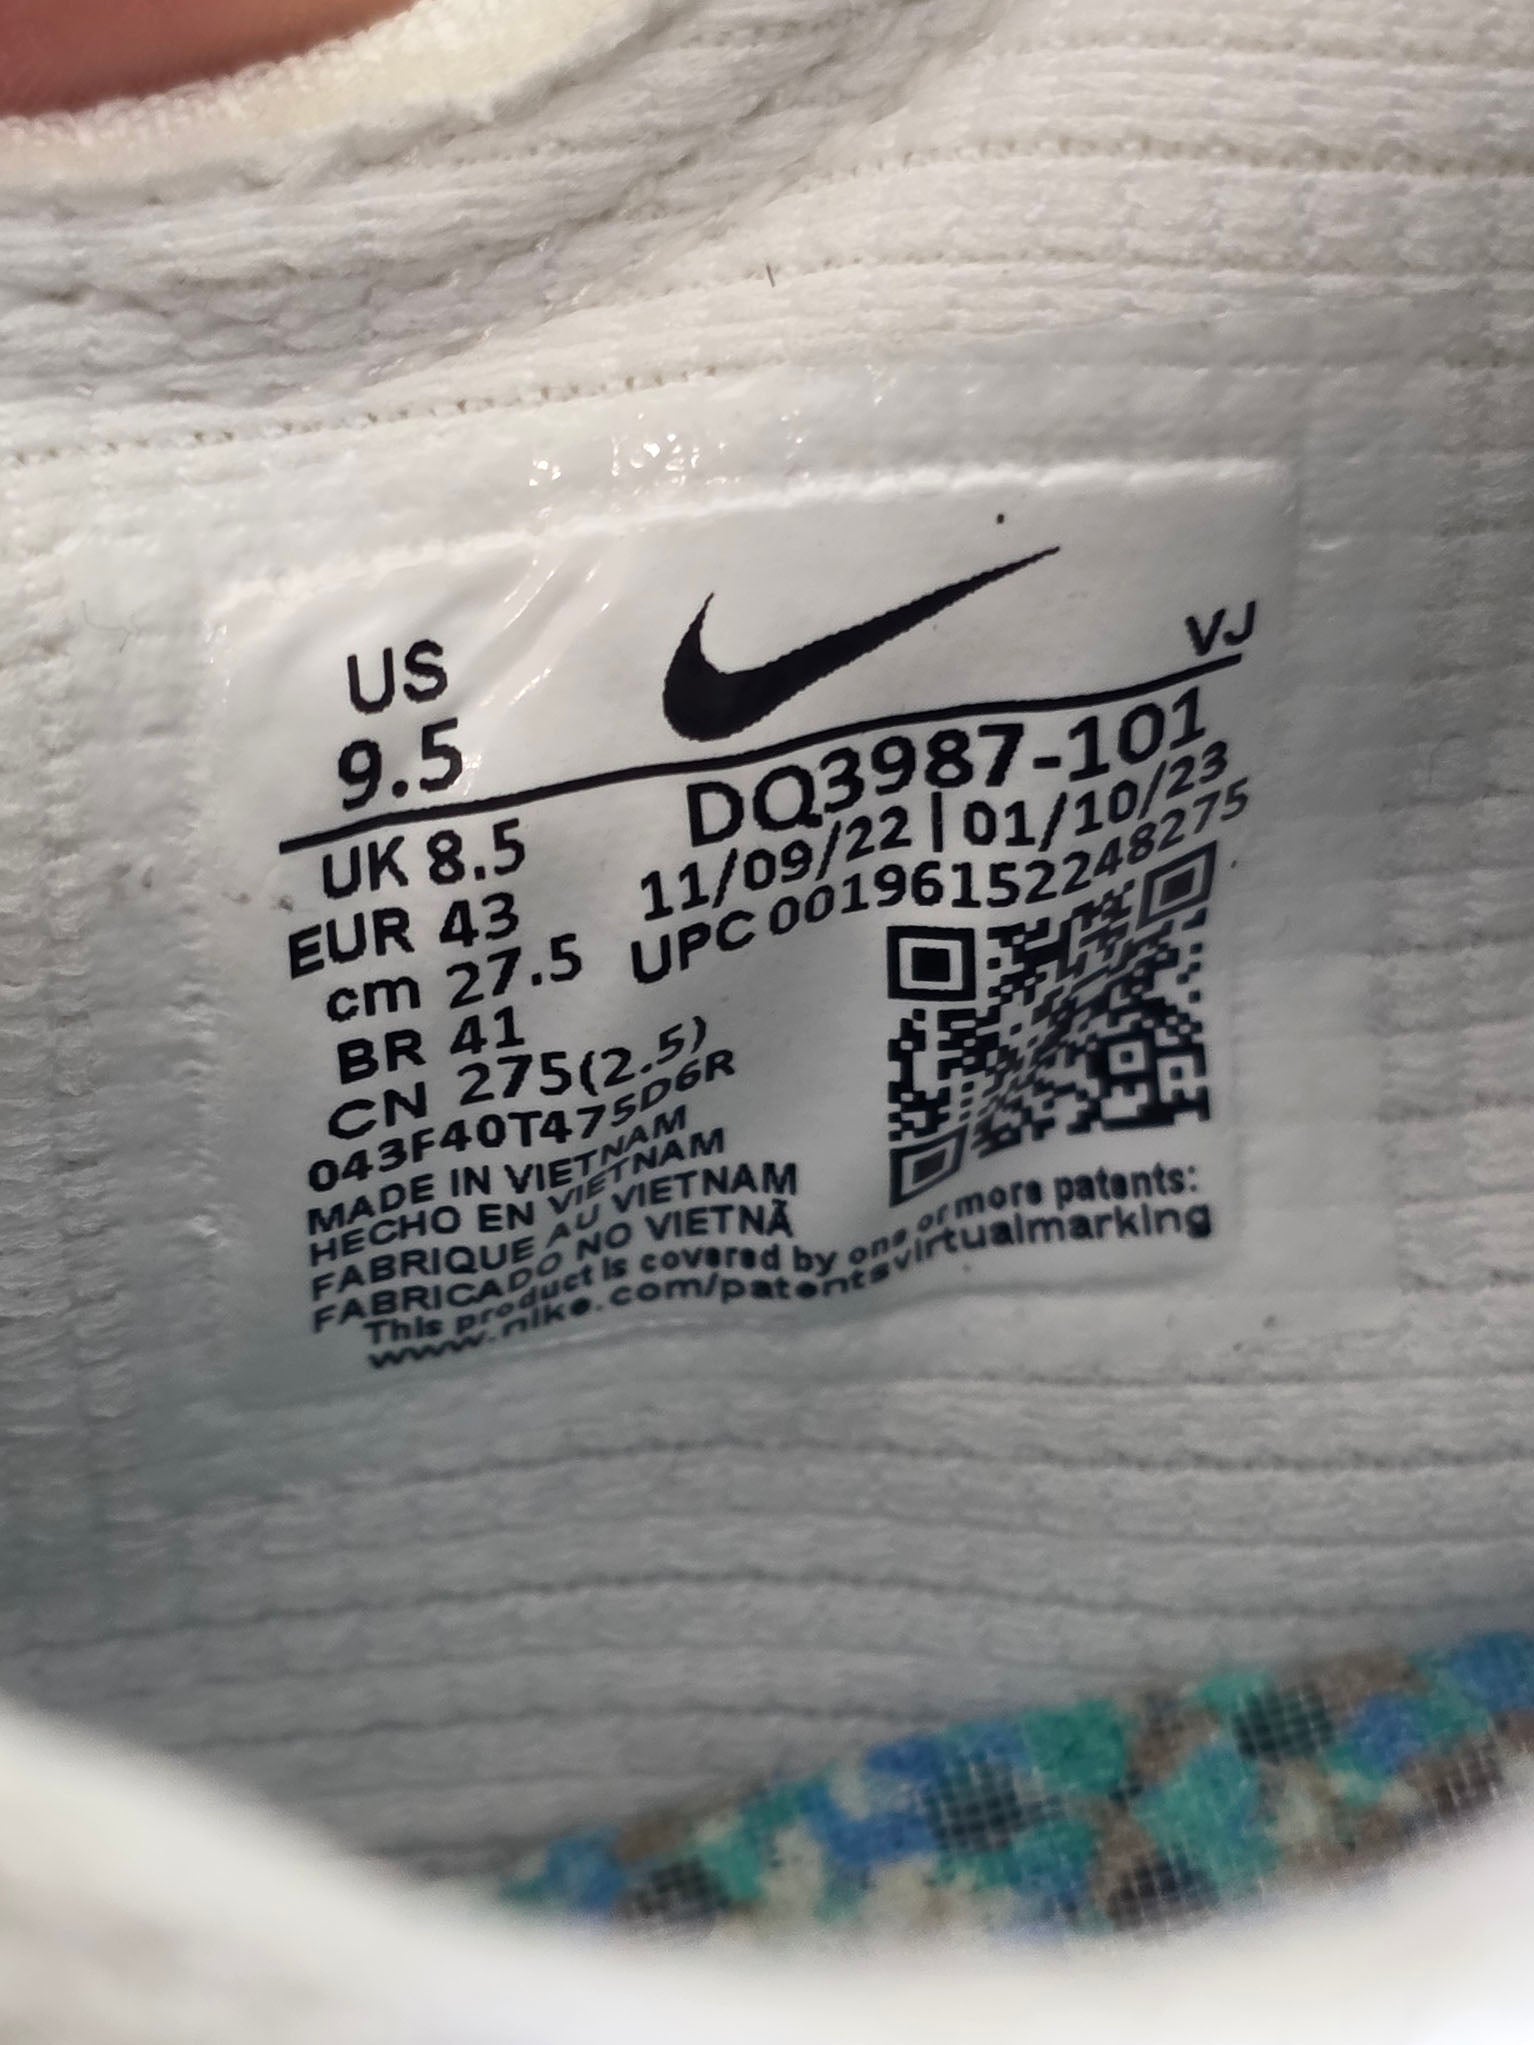 US
9.5
VJ
UK 8.5
EUR 43
cm 27.5
BR 41
CN 275(2.5)
DQ3987-101
11/09/22 | 01/10/23
UPC 00196152248275
043F40T475D6R
MADE IN VIETNAM
HECHO EN VIETNAM
FABRIQUE AU VIETNAM
FABRICADO NO VIETNÃ
This product is covered by one or more patents:
www.nike.com/patentsvirtualmarking